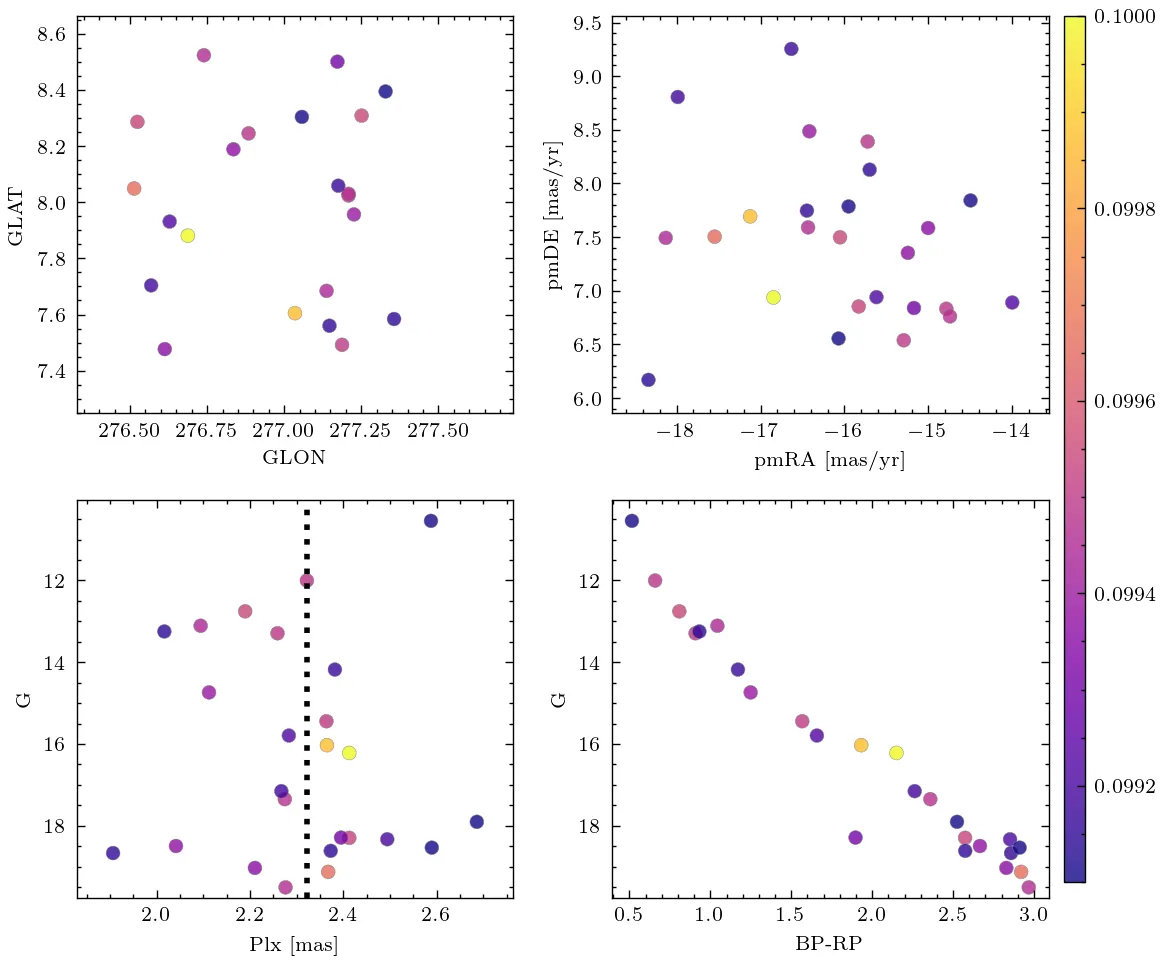 8.6
8.4
8.2
8.0
7.8
7.6
7.4
GLAT
276.50 276.75 277.00 277.25 277.50
GLON
9.5
9.0
8.5
8.0
7.5
7.0
6.5
6.0
pmDE [mas/yr]
−18 −17 −16 −15 −14
pmRA [mas/yr]
0.1000
0.0998
0.0996
0.0994
0.0992
12
14
16
18
G
2.0 2.2 2.4 2.6
Plx [mas]
12
14
16
18
G
0.5 1.0 1.5 2.0 2.5 3.0
BP-RP